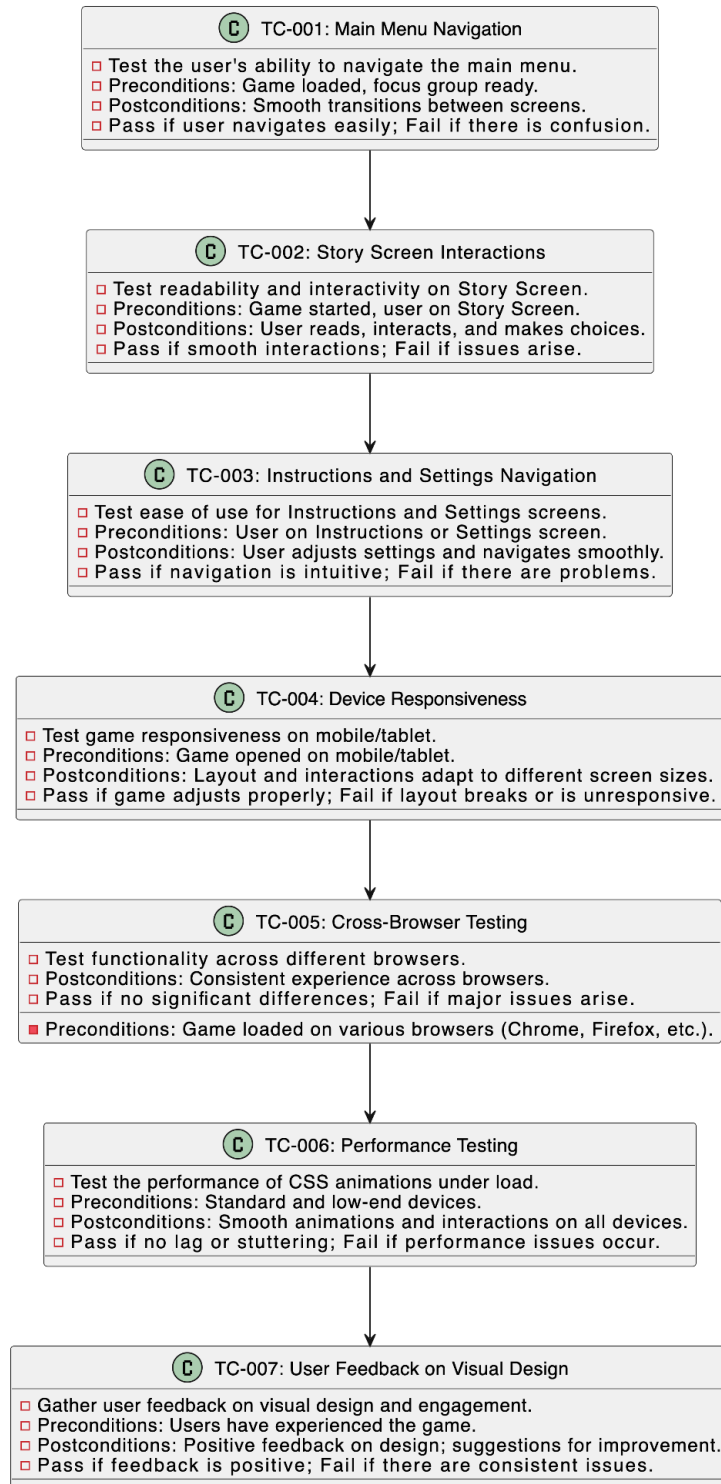 C TC-001: Main Menu Navigation
Test the user's ability to navigate the main menu.
Preconditions: Game loaded, focus group ready.
Postconditions: Smooth transitions between screens.
Pass if user navigates easily; Fail if there is confusion.
C TC-002: Story Screen Interactions
Test readability and interactivity on Story Screen.
Preconditions: Game started, user on Story Screen.
Postconditions: User reads, interacts, and makes choices.
Pass if smooth interactions; Fail if issues arise.
C TC-003: Instructions and Settings Navigation
Test ease of use for Instructions and Settings screens.
Preconditions: User on Instructions or Settings screen.
Postconditions: User adjusts settings and navigates smoothly.
Pass if navigation is intuitive; Fail if there are problems.
C TC-004: Device Responsiveness
Test game responsiveness on mobile/tablet.
Preconditions: Game opened on mobile/tablet.
Postconditions: Layout and interactions adapt to different screen sizes.
Pass if game adjusts properly; Fail if layout breaks or is unresponsive.
C TC-005: Cross-Browser Testing
Test functionality across different browsers.
Postconditions: Consistent experience across browsers.
Pass if no significant differences; Fail if major issues arise.
Preconditions: Game loaded on various browsers (Chrome, Firefox, etc.).
C TC-006: Performance Testing
Test the performance of CSS animations under load.
Preconditions: Standard and low-end devices.
Postconditions: Smooth animations and interactions on all devices.
Pass if no lag or stuttering; Fail if performance issues occur.
C TC-007: User Feedback on Visual Design
Gather user feedback on visual design and engagement.
Preconditions: Users have experienced the game.
Postconditions: Positive feedback on design; suggestions for improvement.
Pass if feedback is positive; Fail if there are consistent issues.